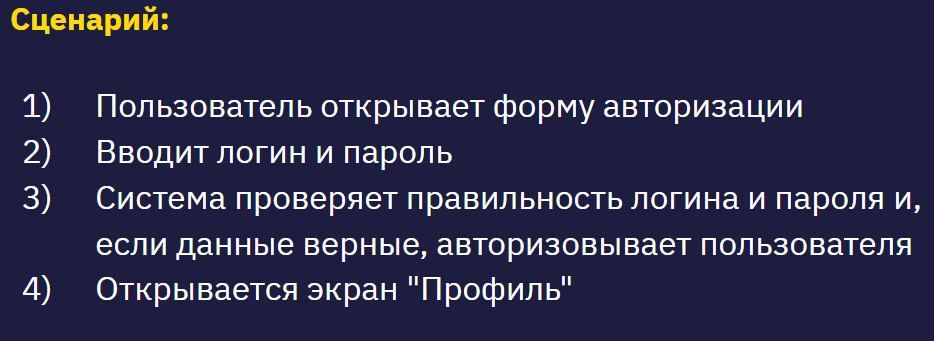 Сценарий:
1) Пользователь открывает форму авторизации
2) Вводит логин и пароль
3) Система проверяет правильность логина и пароля и,
если данные верные, авторизовывает пользователя
4) Открывается экран "Профиль"